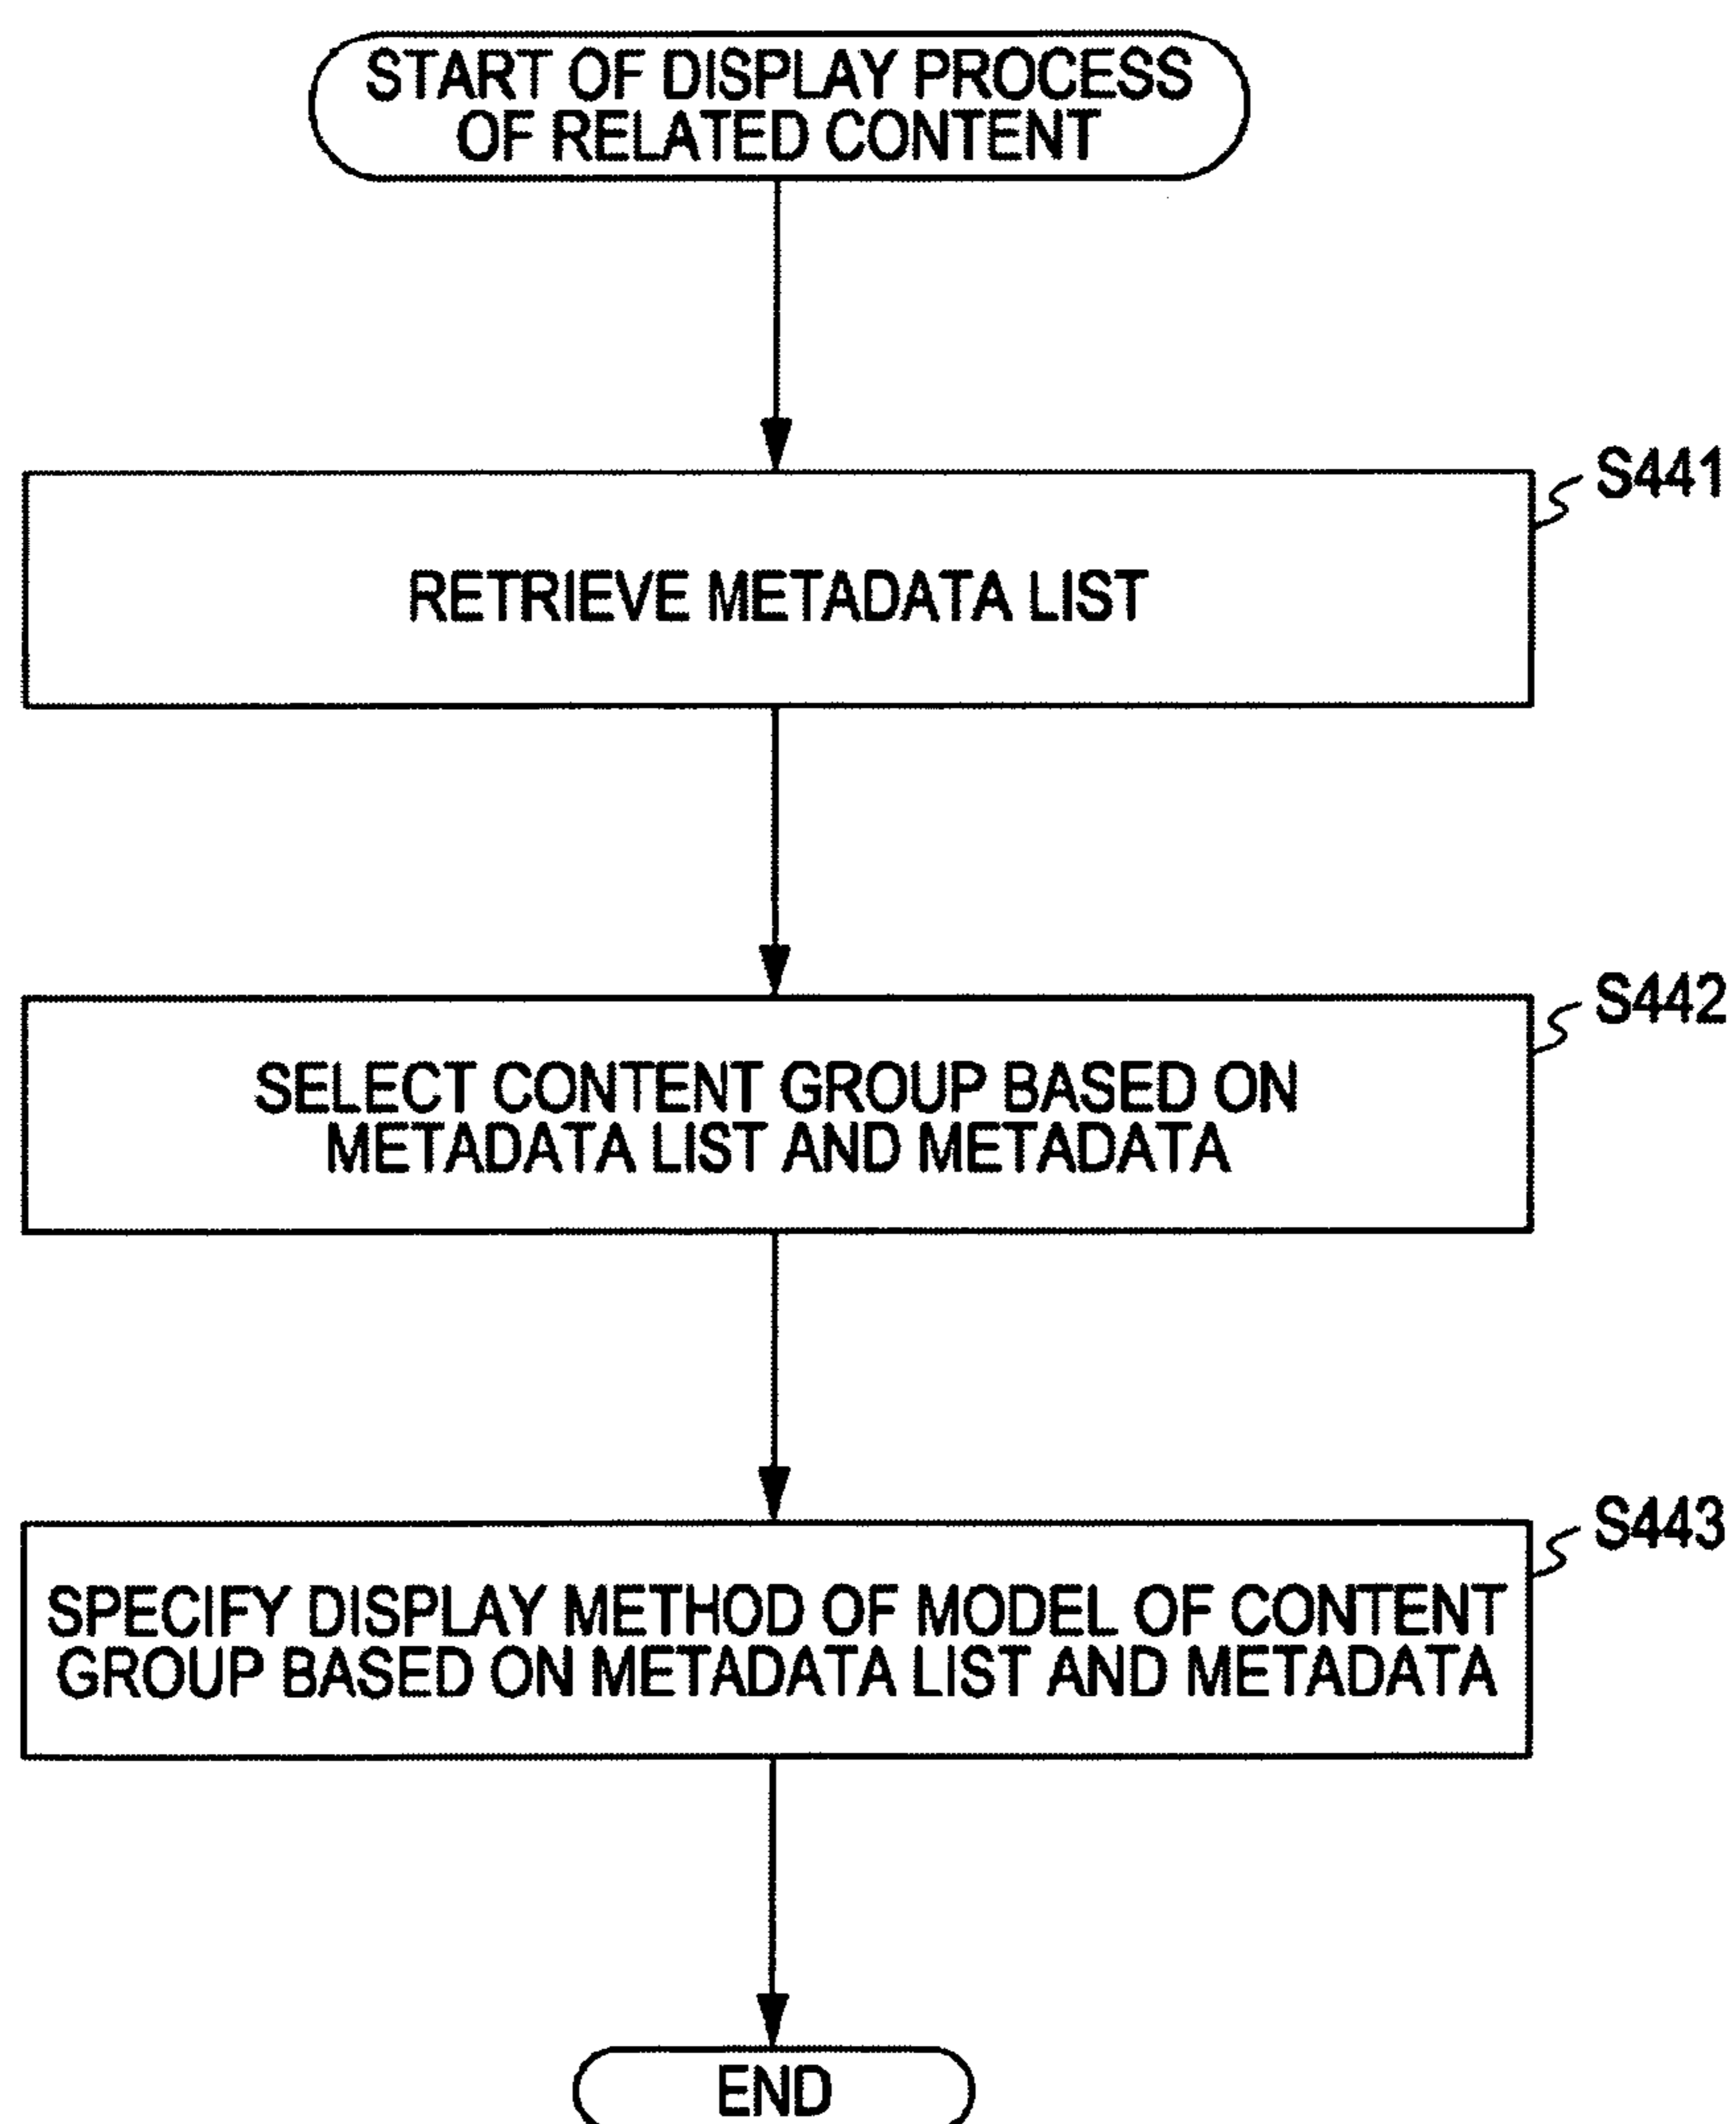 START OF DISPLAY PROCESS
OF RELATED CONTENT
S441
RETRIEVE METADATA LIST
S442
SELECT CONTENT GROUP BASED ON
METADATA LIST AND METADATA
S443
SPECIFY DISPLAY METHOD OF MODEL OF CONTENT
GROUP BASED ON METADATA LIST AND METADATA
END